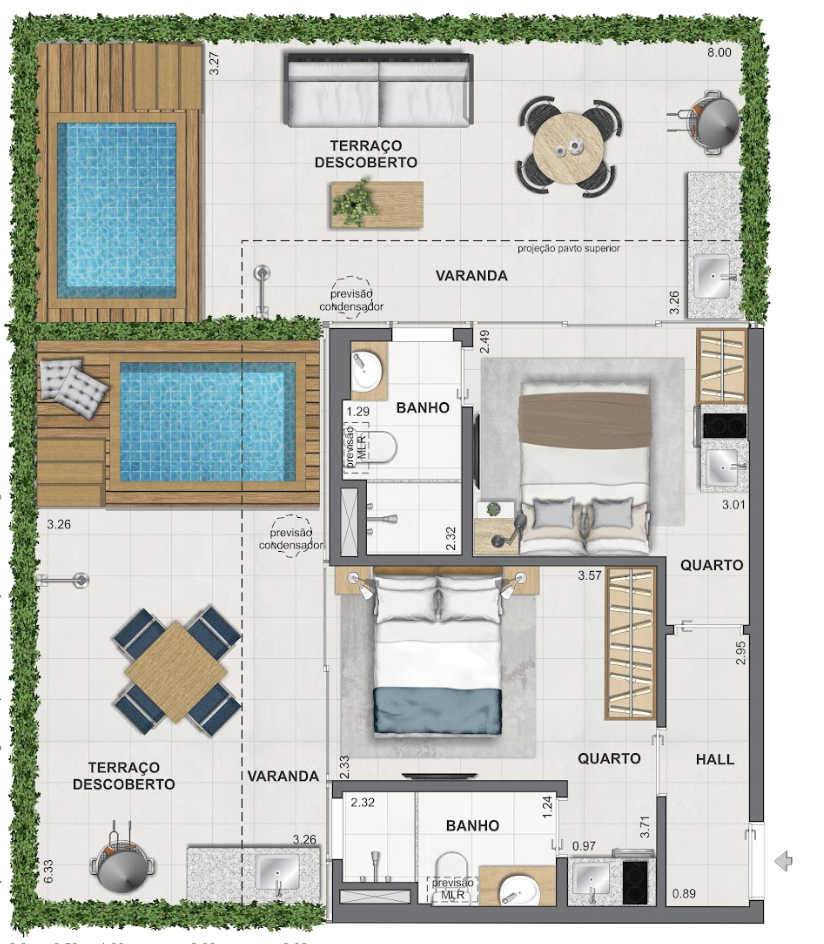 3.27
8.00
TERRAÇO
DESCOBERTO
projeção pavto superior
VARANDA
previsão
condensador
3.26
2.49
1.29
BANHO
previsão
MLR
2.32
3.01
QUARTO
3.26
previsão
condensador
3.57
2.95
TERRAÇO
DESCOBERTO
VARANDA
2.33
QUARTO
HALL
2.32
BANHO
1.24
3.26
0.97
3.71
6.33
previsão
MLR
0.89